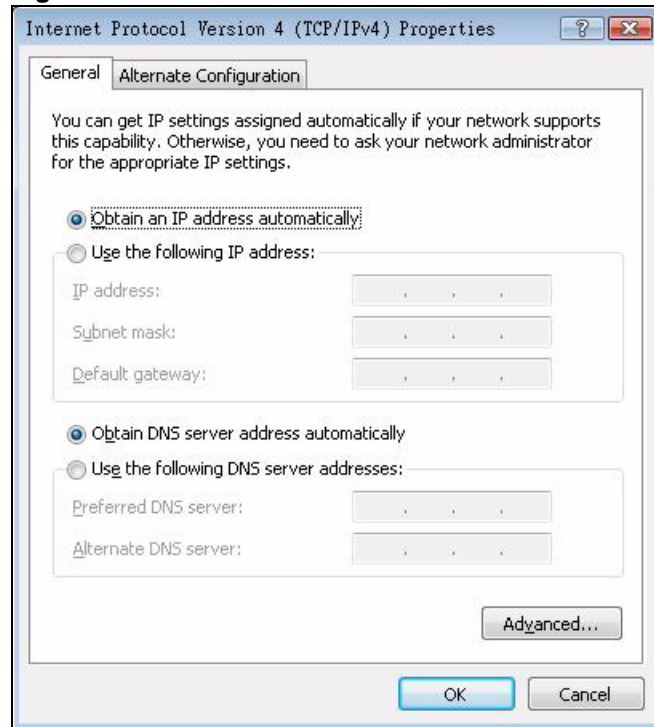 Internet Protocol Version 4 (TCP/IPv4) Properties
General
Alternate Configuration
You can get IP settings assigned automatically if your network supports
this capability. Otherwise, you need to ask your network administrator
for the appropriate IP settings.
Obtain an IP address automatically
Use the following IP address:
IP address:
Subnet mask:
Default gateway:
Obtain DNS server address automatically
Use the following DNS server addresses:
Preferred DNS server:
Alternate DNS server:
Advanced...
OK
Cancel